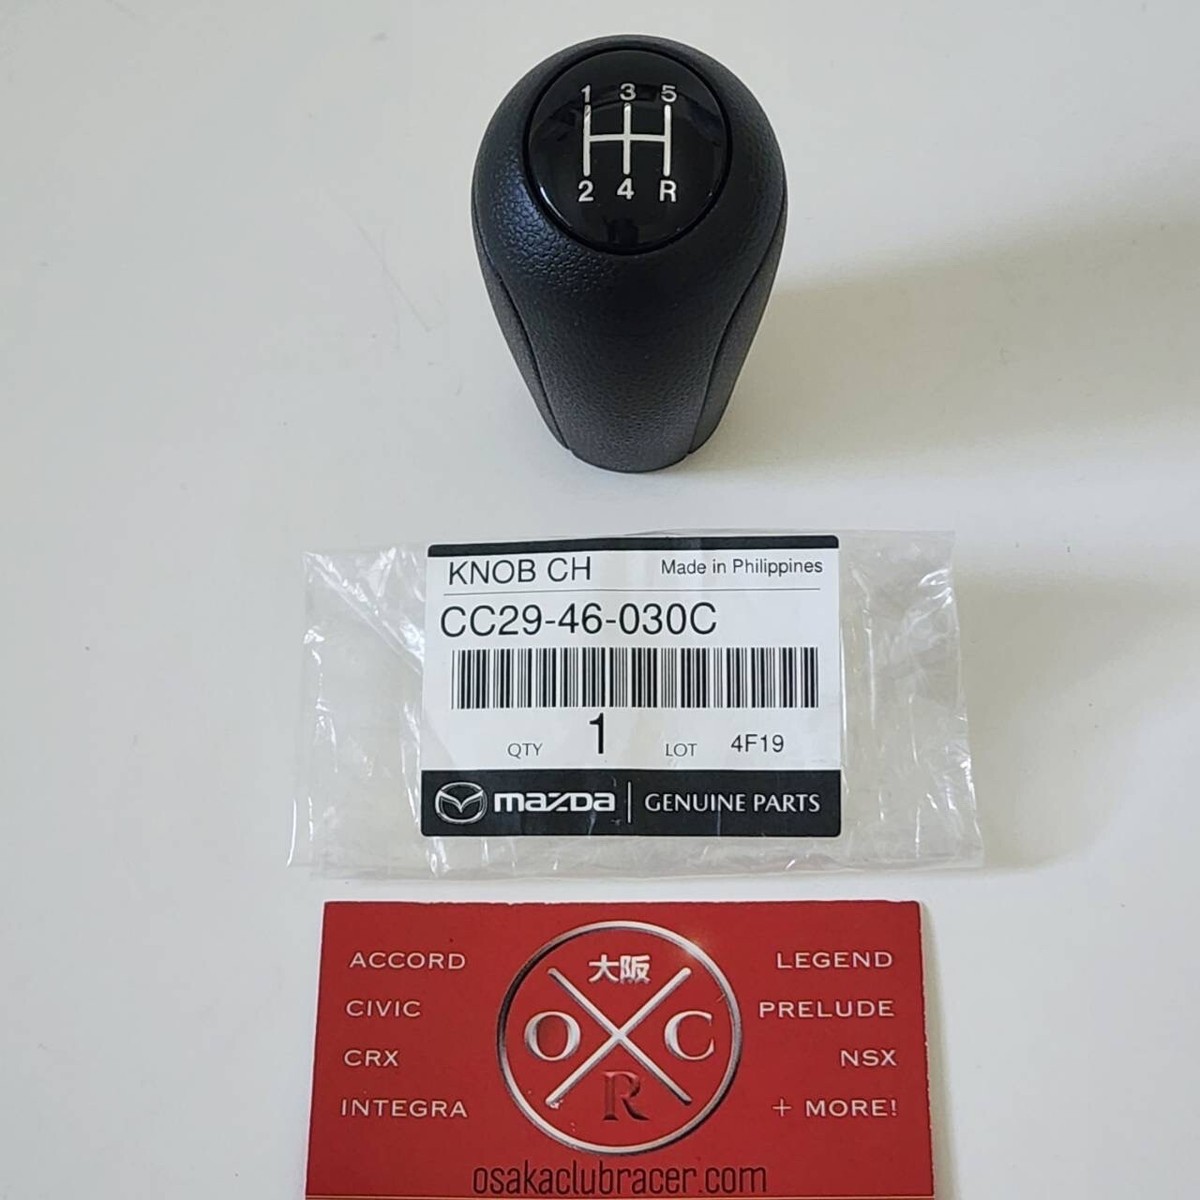 1 3 5
2 4 R
KNOB CH Made in Philippines
CC29-46-030C
QTY 1 LOT 4F19
mazda GENUINE PARTS
ACCORD 大阪 LEGEND
CIVIC O C PRELUDE
CRX NSX
INTEGRA R + MORE!
osakaclubracer.com